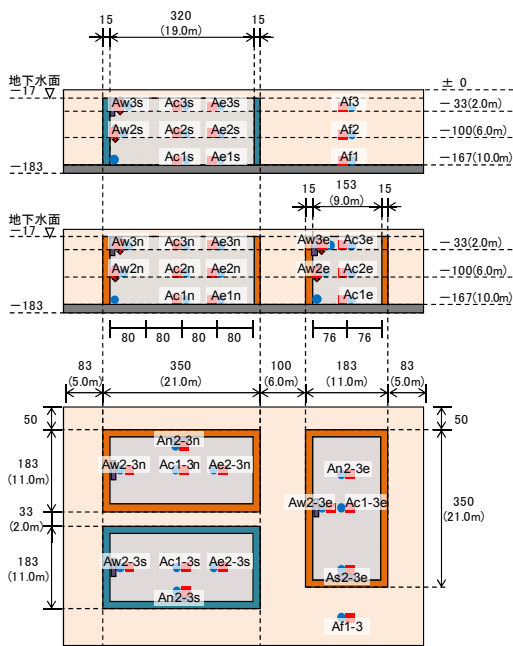 320
15 (19.0m) 15
地下水面
−17 ▽
± 0
Aw3s Ac3s Ae3s Af3
−33(2.0m)
Aw2s Ac2s Ae2s Af2
−100(6.0m)
Ac1s Ae1s Af1
−167(10.0m)
−183
15 153 15
(9.0m)
地下水面
−17 ▽
Aw3n Ac3n Ae3n Aw3e Ac3e
−33(2.0m)
Aw2n Ac2n Ae2n Aw2e Ac2e
−100(6.0m)
Ac1n Ae1n Ac1e
−167(10.0m)
−183
80 80 80 80 76 76
83 350 100 183 83
(5.0m) (21.0m) (6.0m) (11.0m) (5.0m)
50 50
An2-3n
183
(11.0m)
Aw2-3n Ac1-3n Ae2-3n An2-3e
350
(21.0m)
Aw2-3e Ac1-3e
33
(2.0m)
183
(11.0m)
Aw2-3s Ac1-3s Ae2-3s As2-3e
An2-3s
Af1-3